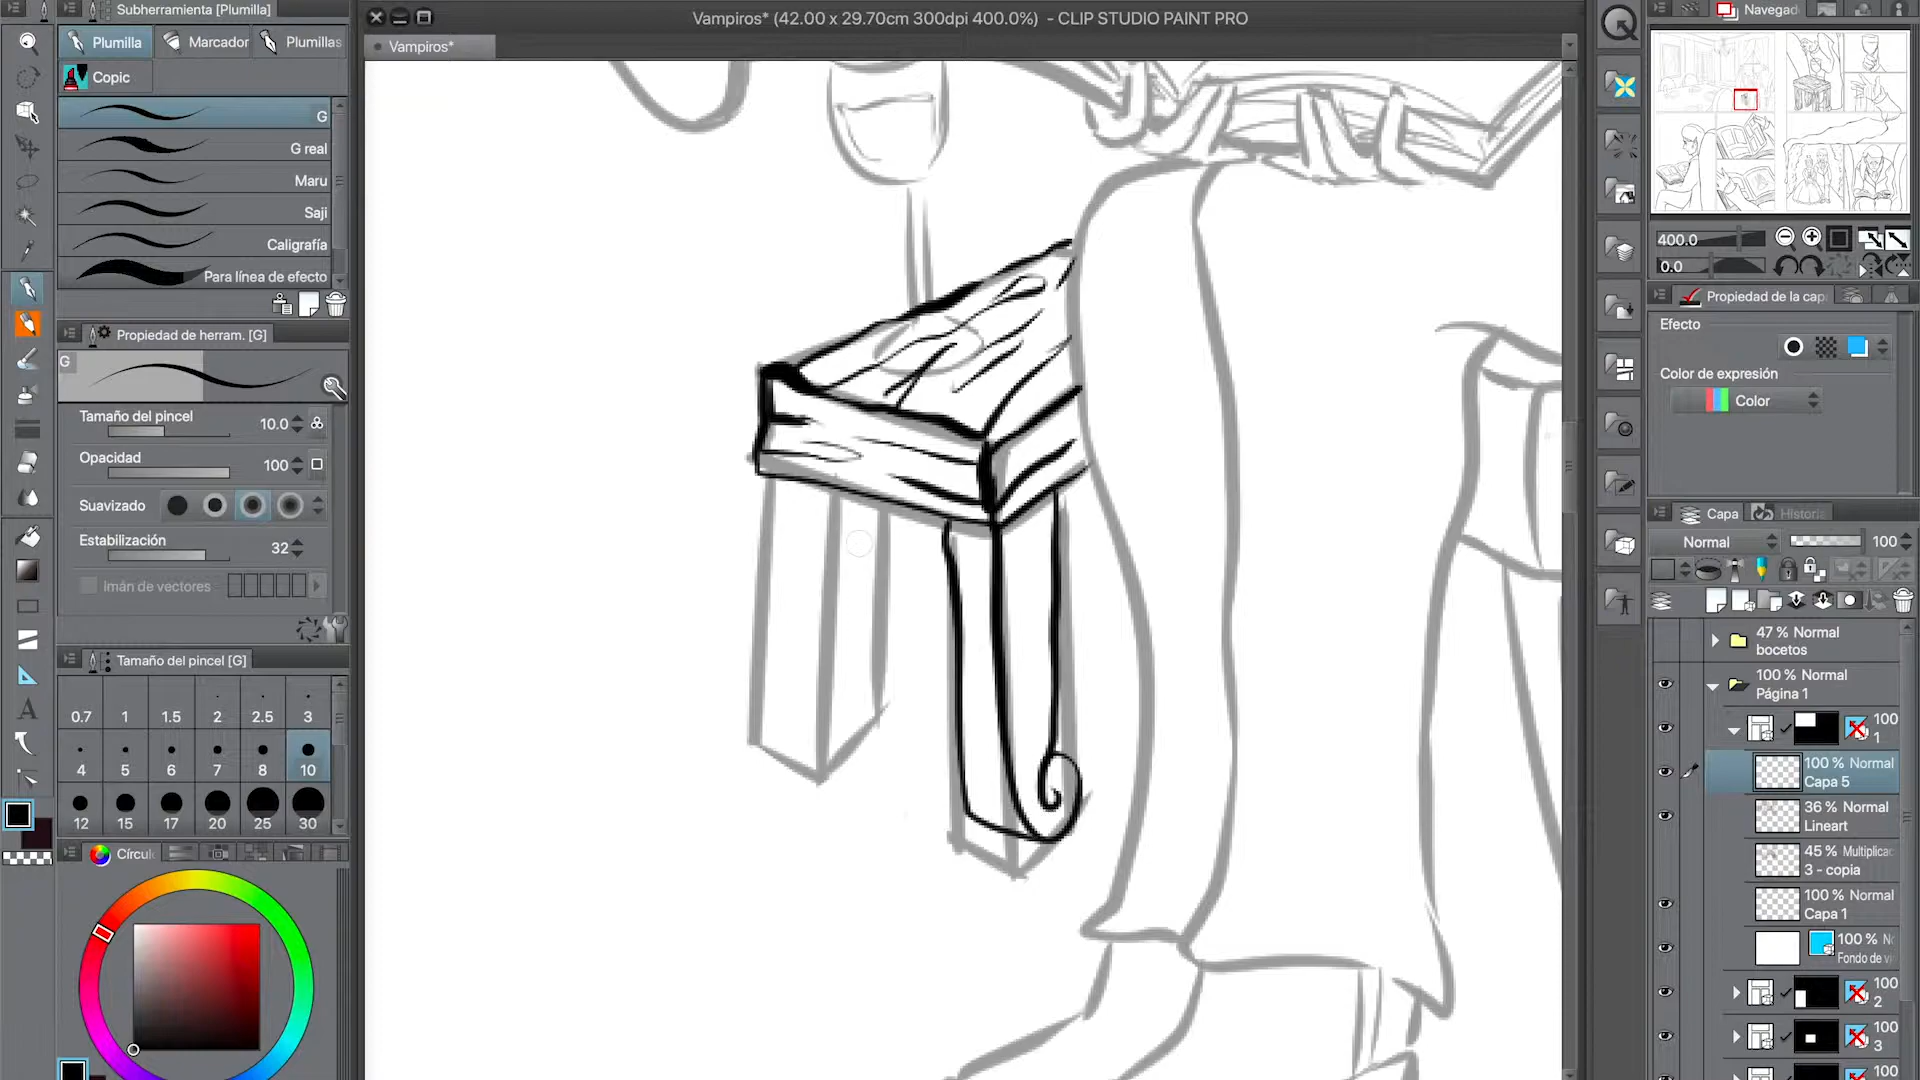 Subherramienta [Plumilla]
Vampiros* (42.00 x 29.70cm 300dpi 400.0%) - CLIP STUDIO PAINT PRO
Navegad
Plumilla
Marcador
Plumillas
Vampiros*
Copic
G
G real
Maru
Saji
Caligrafía
Para línea de efecto
400.0
0.0
Propiedad de la cap
Efecto
Color de expresión
Color
Propiedad de herram. [G]
G
Tamaño del pincel
10.0
Opacidad
100
Suavizado
Estabilización
32
Imán de vectores
Capa
Historia
Normal
100
Tamaño del pincel [G]
0.7 1 1.5 2 2.5 3
4 5 6 7 8 10
12 15 17 20 25 30
Círculo
47 % Normal
bocetos
100 % Normal
Página 1
100
1
100 % Normal
Capa 5
36 % Normal
Lineart
45 % Multiplicac
3 - copia
100 % Normal
Capa 1
100 % No
Fondo de vi
100
2
100
3
100
A